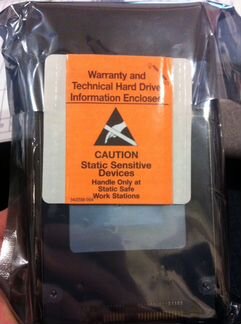 Warranty and
Technical Hard Drive
Information Enclosed
CAUTION
Static Sensitive
Devices
Handle Only at
Static Safe
Work Stations